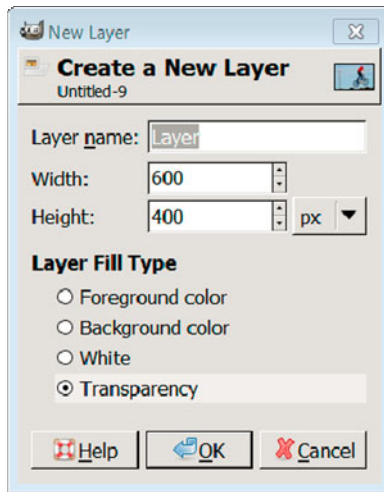 New Layer
Create a New Layer
Untitled-9
Layer name: Layer
Width: 600
Height: 400 px
Layer Fill Type
Foreground color
Background color
White
Transparency
Help OK Cancel